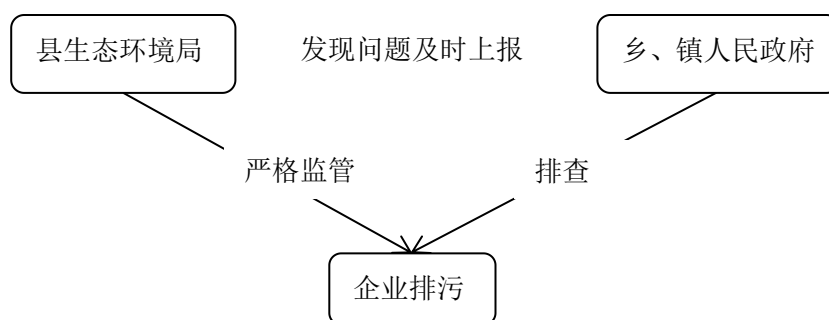 县生态环境局
发现问题及时上报
乡、镇人民政府
严格监管
排查
企业排污